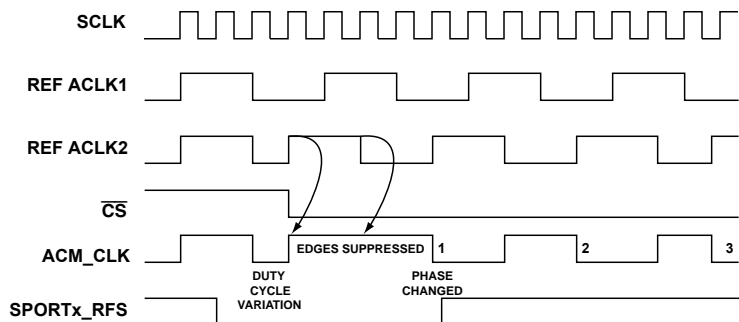 SCLK
REF ACLK1
REF ACLK2
CS
ACM_CLK
EDGES SUPPRESSED
1
2
3
DUTY
CYCLE
VARIATION
PHASE
CHANGED
SPORTx_RFS